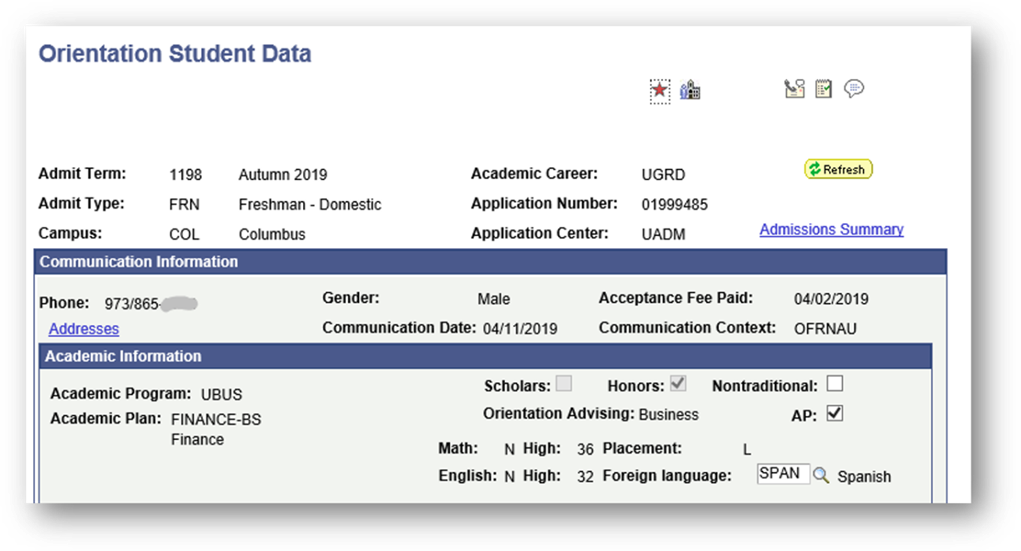 Orientation Student Data
Refresh
Admit Term: 1198 Autumn 2019 Academic Career: UGRD
Admit Type: FRN Freshman - Domestic Application Number: 01999485
Campus: COL Columbus Application Center: UADM Admissions Summary
Communication Information
Phone: 973/865- Gender: Male Acceptance Fee Paid: 04/02/2019
Addresses Communication Date: 04/11/2019 Communication Context: OFRNAU
Academic Information
Academic Program: UBUS Scholars: Honors: Nontraditional:
Academic Plan: FINANCE-BS Orientation Advising: Business AP:
Finance
Math: N High: 36 Placement: L
English: N High: 32 Foreign language: SPAN Spanish